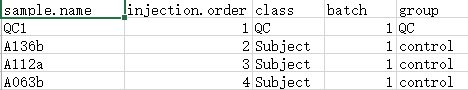 sample.name injection.order class batch group
QC1 1 QC 1 QC
A136b 2 Subject 1 control
A112a 3 Subject 1 control
A063b 4 Subject 1 control